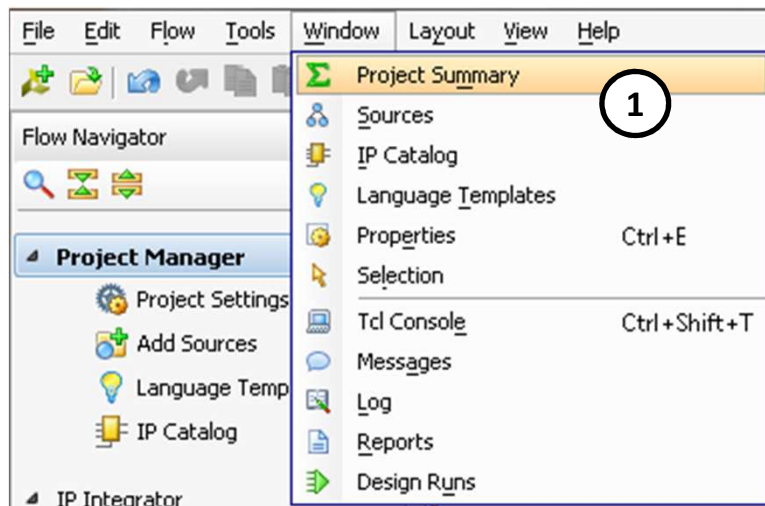 File Edit Flow Tools Window Layout View Help
Project Summary
1
Sources
Flow Navigator
IP Catalog
Language Templates
Properties Ctrl+E
Project Manager
Selection
Project Settings
Tcl Console Ctrl+Shift+T
Add Sources
Messages
Language Temp
Log
IP Catalog
Reports
Design Runs
IP Integrator